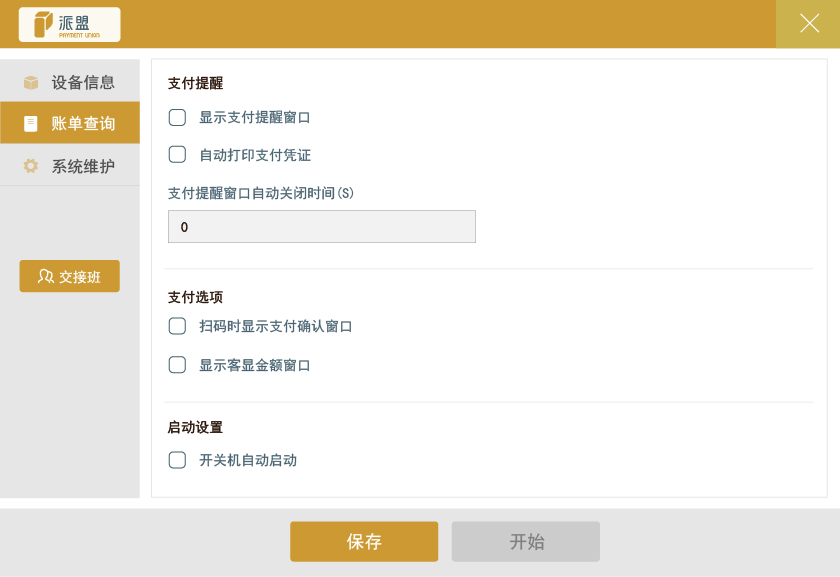 派盟
PAYMENT UNION
设备信息
账单查询
系统维护
交接班
支付提醒
显示支付提醒窗口
自动打印支付凭证
支付提醒窗口自动关闭时间(S)
0
支付选项
扫码时显示支付确认窗口
显示客显金额窗口
启动设置
开关机自动启动
保存
开始